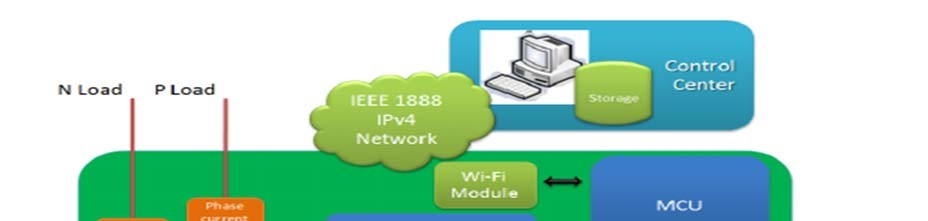 Control
Center
Storage
N Load
P Load
IEEE 1888
IPv4
Network
Wi-Fi
Module
MCU
Phase
current